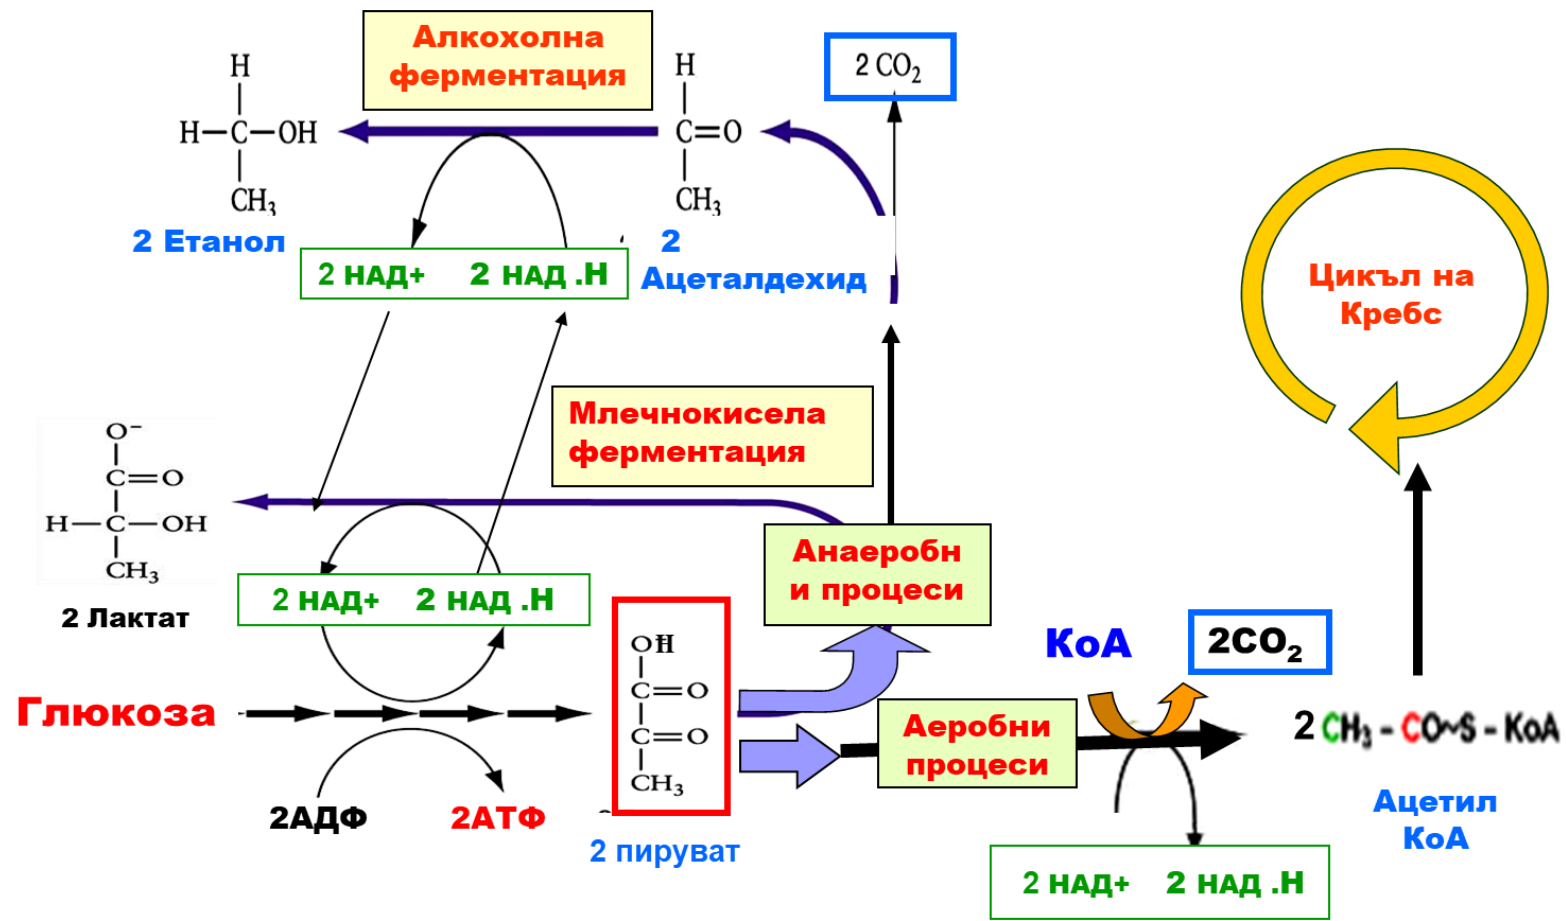 Алкохолна
ферментация
2 CO₂
H
H—C—OH
CH₃
H
C=O
CH₃
2 Етанол
2
Ацеталдехид
2 НАД+ 2 НАД .Н
Цикъл на
Кребс
Млечнокисела
ферментация
O⁻
C=O
H—C—OH
CH₃
2 Лактат
2 НАД+ 2 НАД .Н
Анаеробн
и процеси
OH
C=O
C=O
CH₃
КоА
2CO₂
Глюкоза
Аеробни
процеси
2 CH₃ - CO~S - КоА
2АДФ 2АТФ
2 пируват
Ацетил
КоА
2 НАД+ 2 НАД .Н